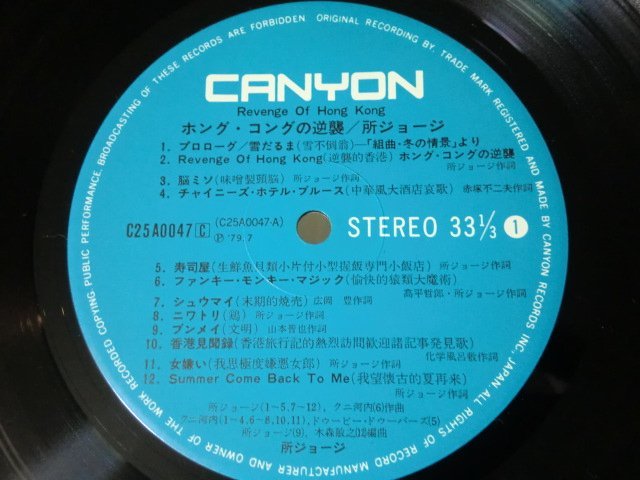 UNAUTHORIZED COPYING PUBLIC PERFORMANCE, BROADCASTING OF THESE RECORDS ARE FORBIDDEN ORIGINAL RECORDING BY, TRADE MARK REGISTERED AND MADE BY CANYON RECORDS INC, JAPAN ALL RIGHTS OF RECORD MANUFACTURER AND OWNER OF THE WORK RECORDED
CANYON
Revenge Of Hong Kong
ホング・コングの逆襲/所ジョージ
1. プロローグ/雪だるま(雪不倒翁)—「組曲・冬の情景」より
2. Revenge Of Hong Kong(逆襲的香港) ホング・コングの逆襲
所ジョージ作詞
3. 脳ミソ(味噌製頭脳) 所ジョージ作詞
4. チャイニーズ・ホテル・ブルース(中華風大酒店哀歌) 赤塚不二夫作詞
C25A0047 C (C25A0047-A)
Ⓟ '79.7
STEREO 33 1/3 1
5. 寿司屋(生鮮魚貝類小片付小型握飯専門小飯店) 所ジョージ作詞
6. ファンキー・モンキー・マジック(愉快的猿類大魔術)
高平哲郎・所ジョージ作詞
7. シュウマイ(末期的焼売) 広岡 豊作詞
8. ニワトリ(鶏) 所ジョージ作詞
9. ブンメイ(文明) 山本晋也作詞
10. 香港見聞録(香港旅行記的熱烈訪問歓迎諸記事発見歌)
化学風呂敷作詞
11. 女嫌い(我思極度嫌悪女郎) 所ジョージ作詞
12. Summer Come Back To Me(我望懐古的夏再来)
所ジョージ作詞
所ジョージ(1〜5.7〜12), クニ河内(6)作曲
クニ河内(1〜4.6〜8,10,11),ドゥービー・ドゥワーバーズ(5)
所ジョージ(9), 木森敏之(12)編曲
所ジョージ